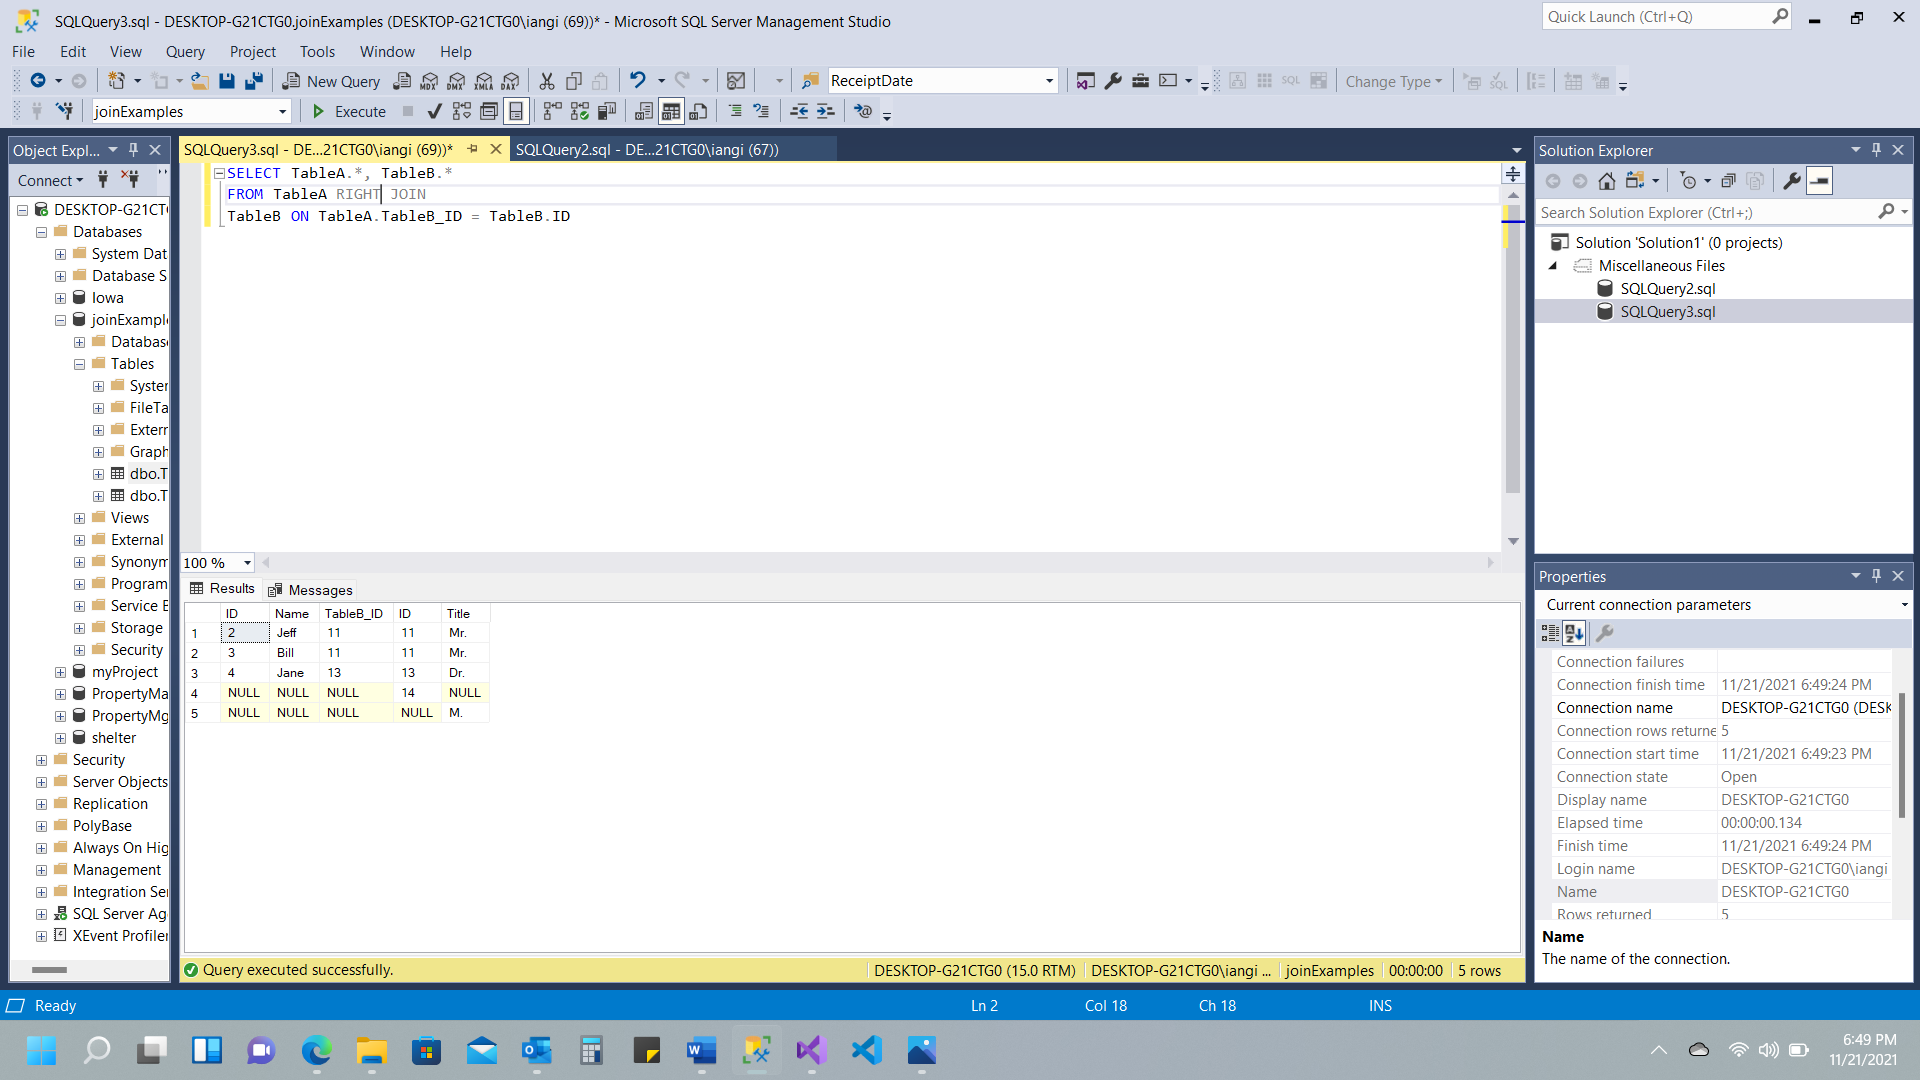 SQLQuery3.sql - DESKTOP-G21CTG0.joinExamples (DESKTOP-G21CTG0\iangi (69))* - Microsoft SQL Server Management Studio
Quick Launch (Ctrl+Q)
File Edit View Query Project Tools Window Help
New Query MDX DMX XMLA DAX ReceiptDate SQL Change Type
joinExamples Execute
Object Expl...
SQLQuery3.sql - DE...21CTG0\iangi (69))*
SQLQuery2.sql - DE...21CTG0\iangi (67))
Connect
DESKTOP-G21CT
Databases
System Dat
Database S
Iowa
joinExample
Databas
Tables
System
FileTa
Extern
Graph
dbo.T
dbo.T
Views
External
Synonym
Program
Service B
Storage
Security
myProject
PropertyMa
PropertyMg
shelter
Security
Server Objects
Replication
PolyBase
Always On Hig
Management
Integration Se
SQL Server Ag
XEvent Profiler
SELECT TableA.*, TableB.*
FROM TableA RIGHT JOIN
TableB ON TableA.TableB_ID = TableB.ID
100 %
Results Messages
ID Name TableB_ID ID Title
1 2 Jeff 11 11 Mr.
2 3 Bill 11 11 Mr.
3 4 Jane 13 13 Dr.
4 NULL NULL NULL 14 NULL
5 NULL NULL NULL NULL M.
Query executed successfully.
DESKTOP-G21CTG0 (15.0 RTM) DESKTOP-G21CTG0\iangi ... joinExamples 00:00:00 5 rows
Solution Explorer
Search Solution Explorer (Ctrl+;)
Solution 'Solution1' (0 projects)
Miscellaneous Files
SQLQuery2.sql
SQLQuery3.sql
Properties
Current connection parameters
Connection failures
Connection finish time 11/21/2021 6:49:24 PM
Connection name DESKTOP-G21CTG0 (DESK
Connection rows returne 5
Connection start time 11/21/2021 6:49:23 PM
Connection state Open
Display name DESKTOP-G21CTG0
Elapsed time 00:00:00.134
Finish time 11/21/2021 6:49:24 PM
Login name DESKTOP-G21CTG0\iangi
Name DESKTOP-G21CTG0
Rows returned 5
Name
The name of the connection.
Ready Ln 2 Col 18 Ch 18 INS
6:49 PM
11/21/2021